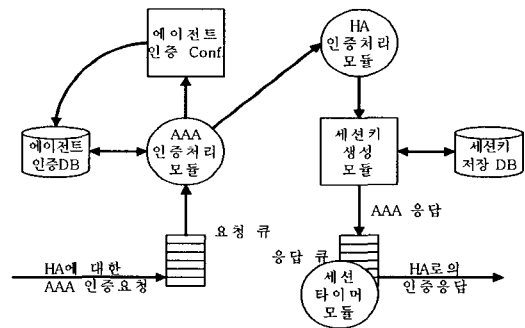 에이전트
인증 Conf.
HA
인증처리
모듈
에이전트
인증DB
AAA
인증처리
모듈
세션키
생성
모듈
세션키
저장 DB
요청 큐
AAA 응답
응답 큐
HA에 대한
AAA 인증요청
세션
타이머
모듈
HA로의
인증응답